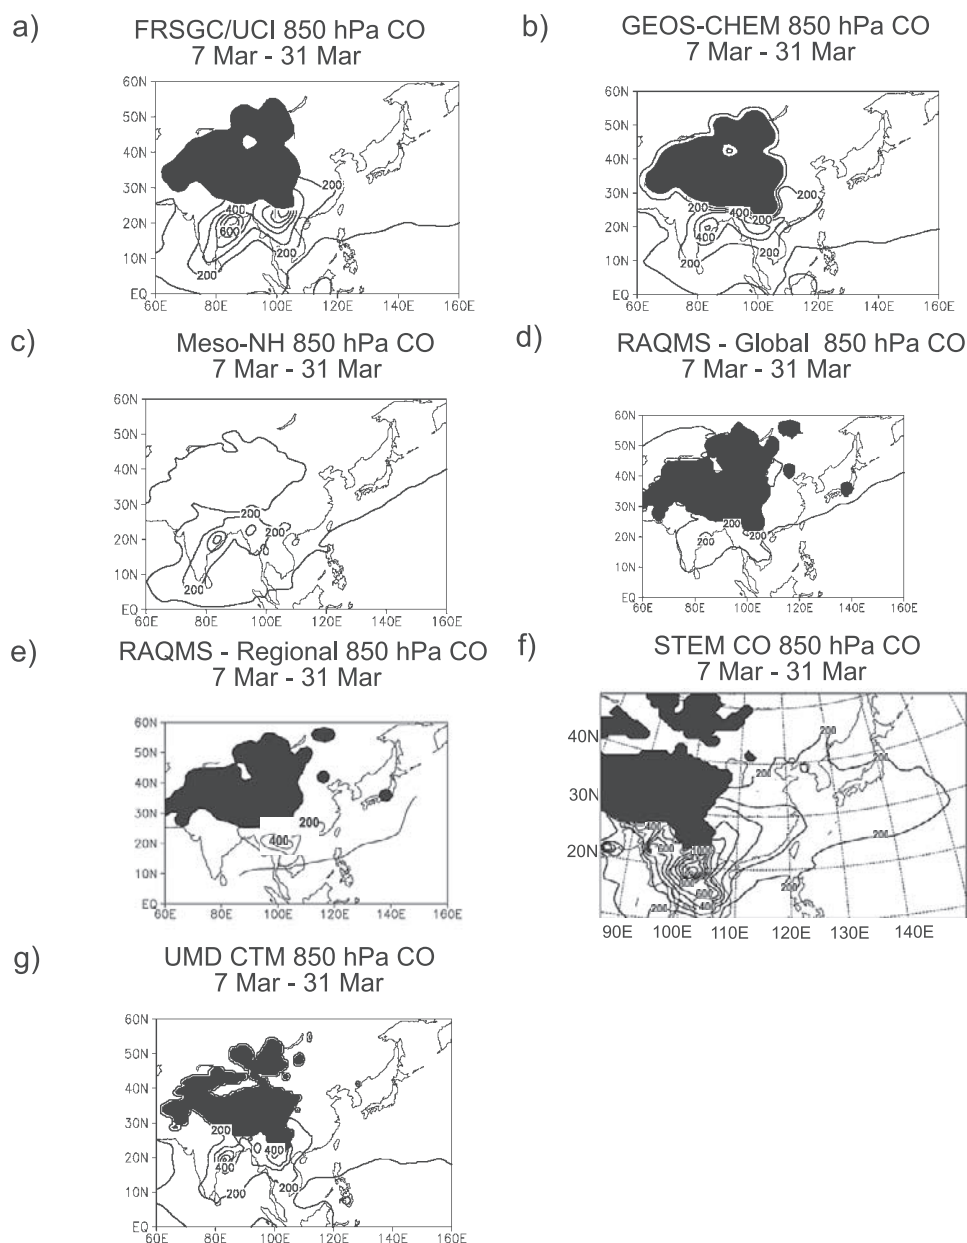 a)
FRSGC/UCI 850 hPa CO
7 Mar - 31 Mar
60N
50N
40N
30N
20N
10N
EQ
60E 80E 100E 120E 140E 160E
200
400
600
200
200
b)
GEOS-CHEM 850 hPa CO
7 Mar - 31 Mar
60N
50N
40N
30N
20N
10N
EQ
60E 80E 100E 120E 140E 160E
200
400
200
200
400
200
200
c)
Meso-NH 850 hPa CO
7 Mar - 31 Mar
60N
50N
40N
30N
20N
10N
EQ
60E 80E 100E 120E 140E 160E
200
200
200
d)
RAQMS - Global 850 hPa CO
7 Mar - 31 Mar
60N
50N
40N
30N
20N
10N
EQ
60E 80E 100E 120E 140E 160E
200
200
200
e)
RAQMS - Regional 850 hPa CO
7 Mar - 31 Mar
60N
50N
40N
30N
20N
10N
EQ
60E 80E 100E 120E 140E 160E
200
400
f)
STEM CO 850 hPa CO
7 Mar - 31 Mar
40N
30N
20N
90E 100E 110E 120E 130E 140E
200
200
200
200
400
200
200
400
g)
UMD CTM 850 hPa CO
7 Mar - 31 Mar
60N
50N
40N
30N
20N
10N
EQ
60E 80E 100E 120E 140E 160E
200
400
400
200
200